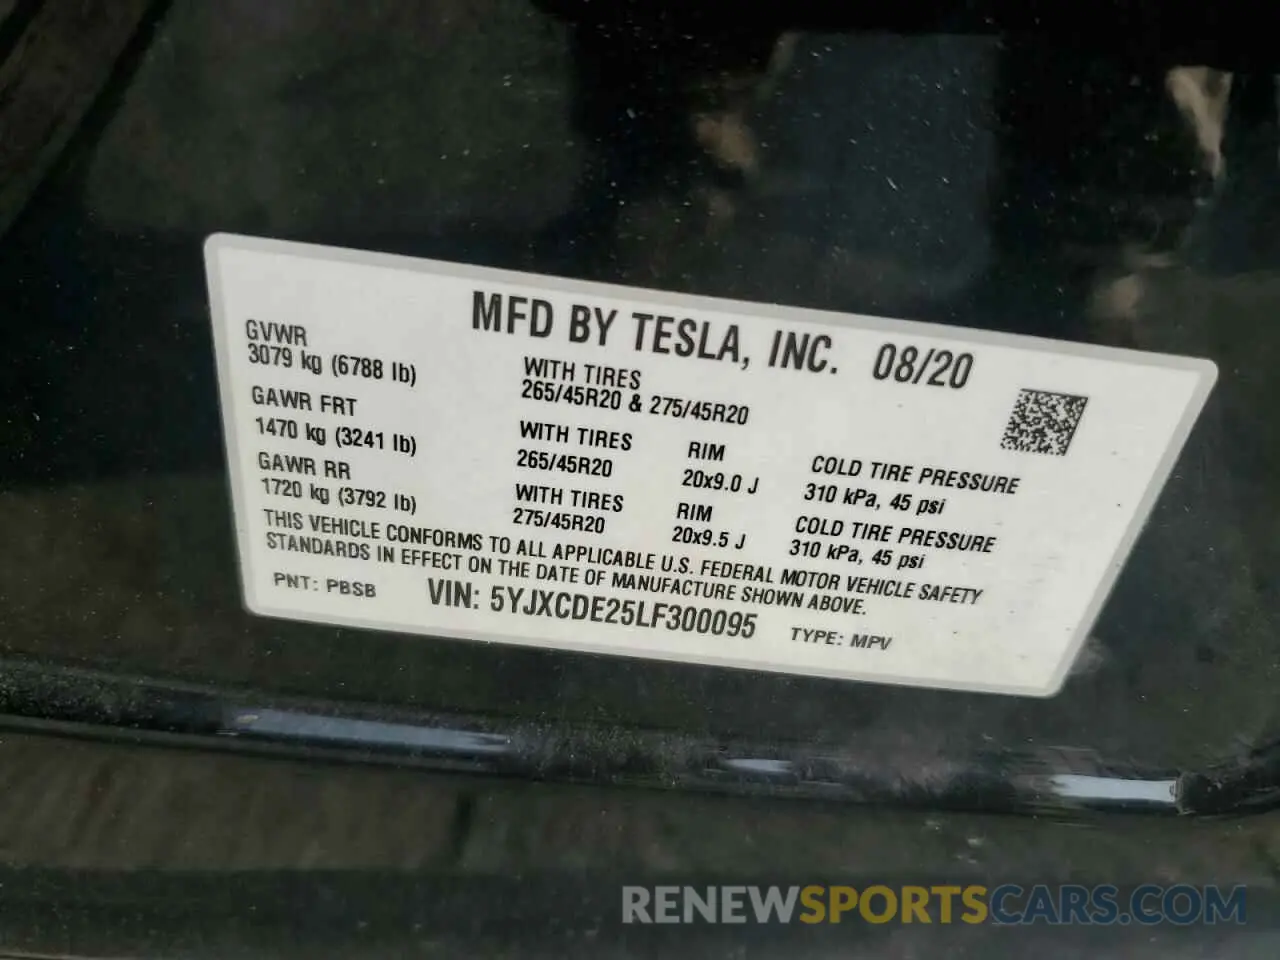 MFD BY TESLA, INC. 08/20
GVWR
3079 kg (6788 lb)
WITH TIRES
265/45R20 & 275/45R20
GAWR FRT
1470 kg (3241 lb)
WITH TIRES
265/45R20
RIM
20x9.0 J
COLD TIRE PRESSURE
310 kPa, 45 psi
GAWR RR
1720 kg (3792 lb)
WITH TIRES
275/45R20
RIM
20x9.5 J
COLD TIRE PRESSURE
310 kPa, 45 psi
THIS VEHICLE CONFORMS TO ALL APPLICABLE U.S. FEDERAL MOTOR VEHICLE SAFETY
STANDARDS IN EFFECT ON THE DATE OF MANUFACTURE SHOWN ABOVE.
PNT: PBSB VIN: 5YJXCDE25LF300095 TYPE: MPV
RENEWSPORTSCARS.COM